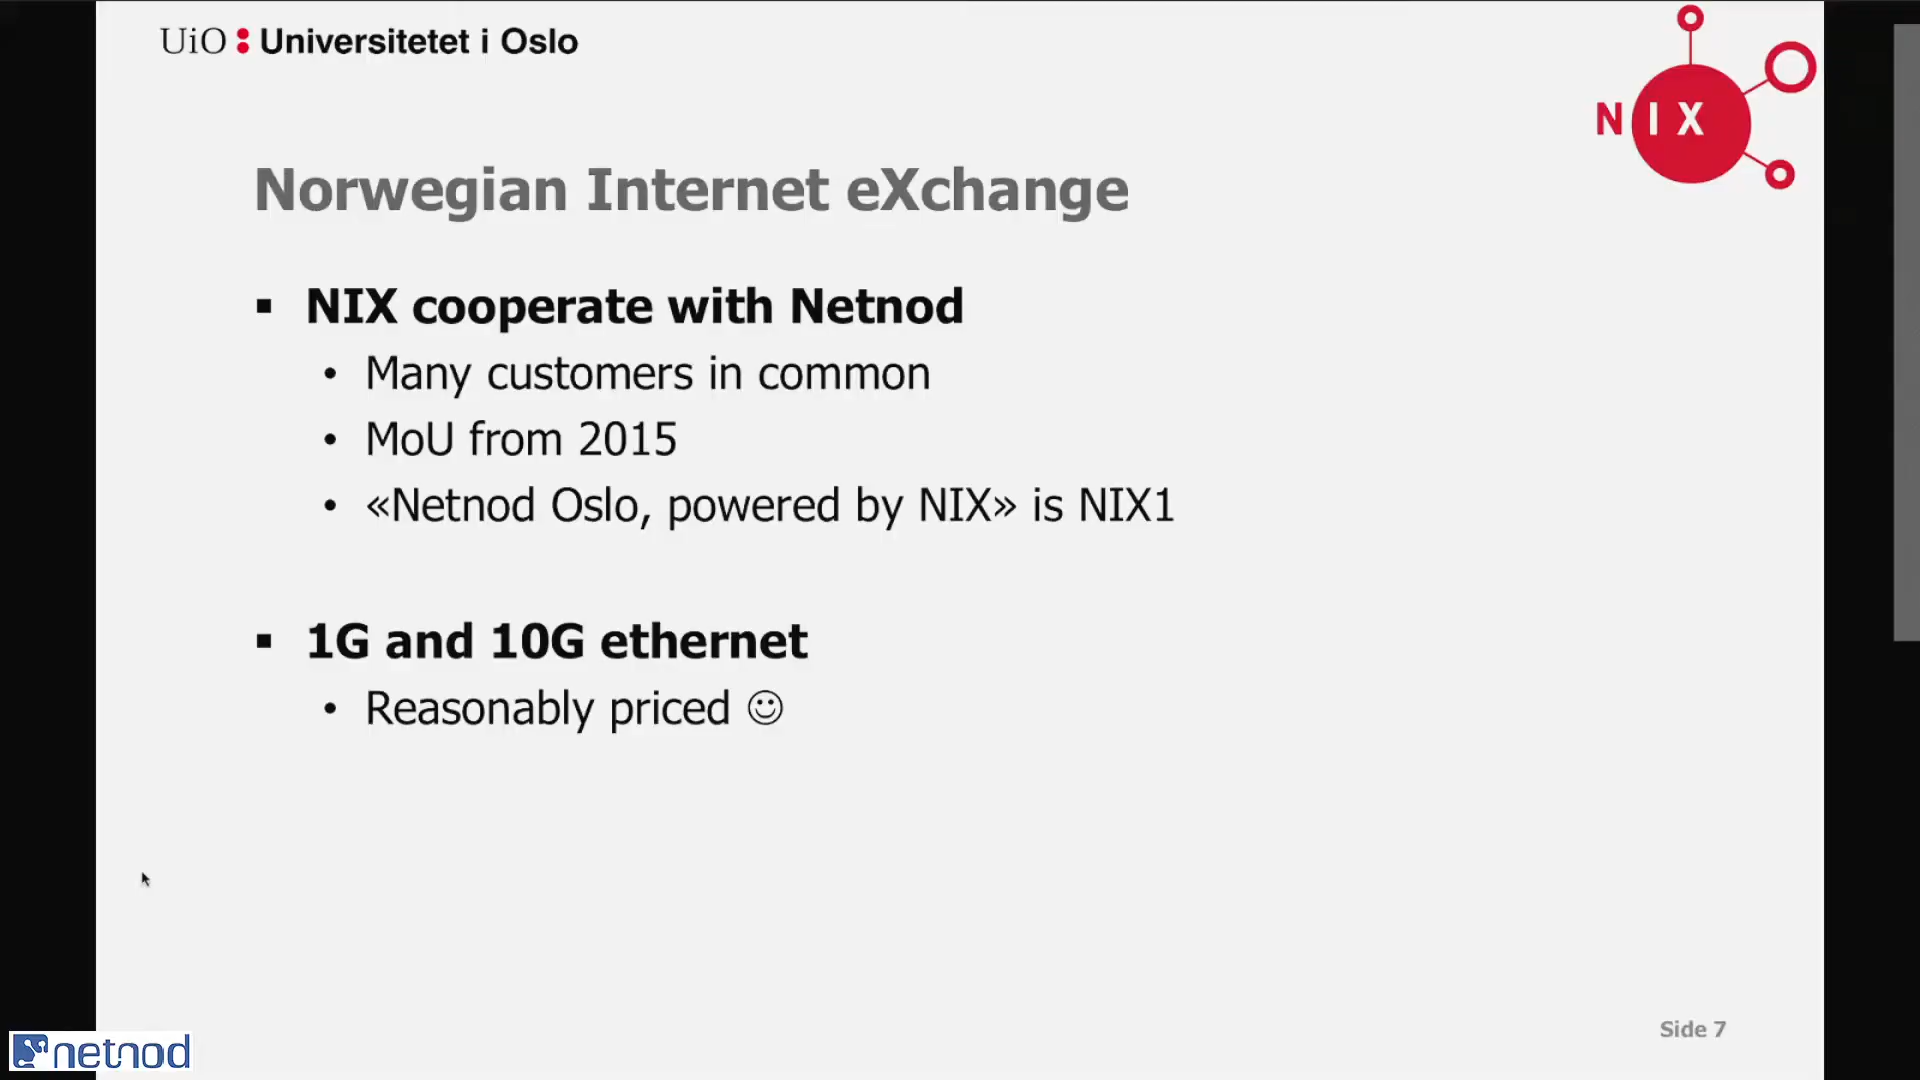 UiO : Universitetet i Oslo
NIX
Norwegian Internet eXchange
▪ NIX cooperate with Netnod
• Many customers in common
• MoU from 2015
• «Netnod Oslo, powered by NIX» is NIX1
▪ 1G and 10G ethernet
• Reasonably priced ☺
Side 7
netnod